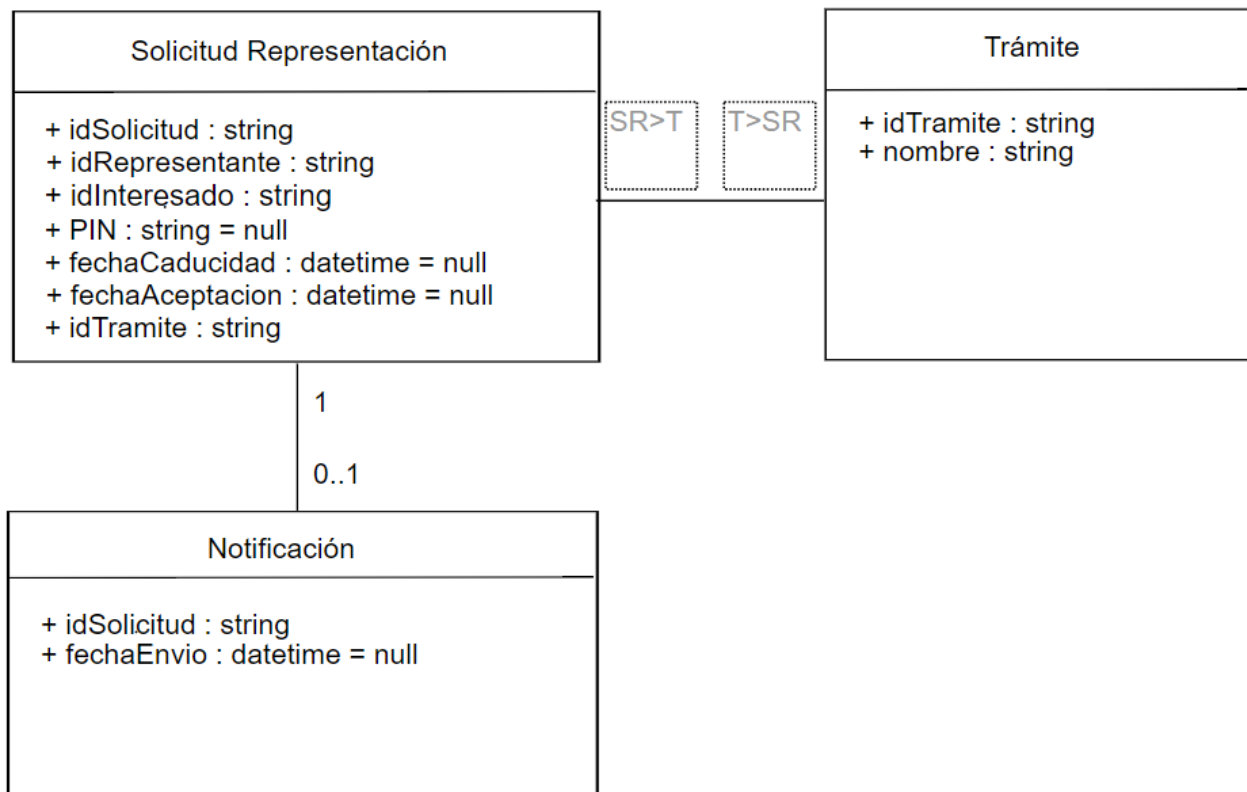 Solicitud Representación
+ idSolicitud : string
+ idRepresentante : string
+ idInteresado : string
+ PIN : string = null
+ fechaCaducidad : datetime = null
+ fechaAceptacion : datetime = null
+ idTramite : string
SR>T
T>SR
Trámite
+ idTramite : string
+ nombre : string
1
0..1
Notificación
+ idSolicitud : string
+ fechaEnvio : datetime = null